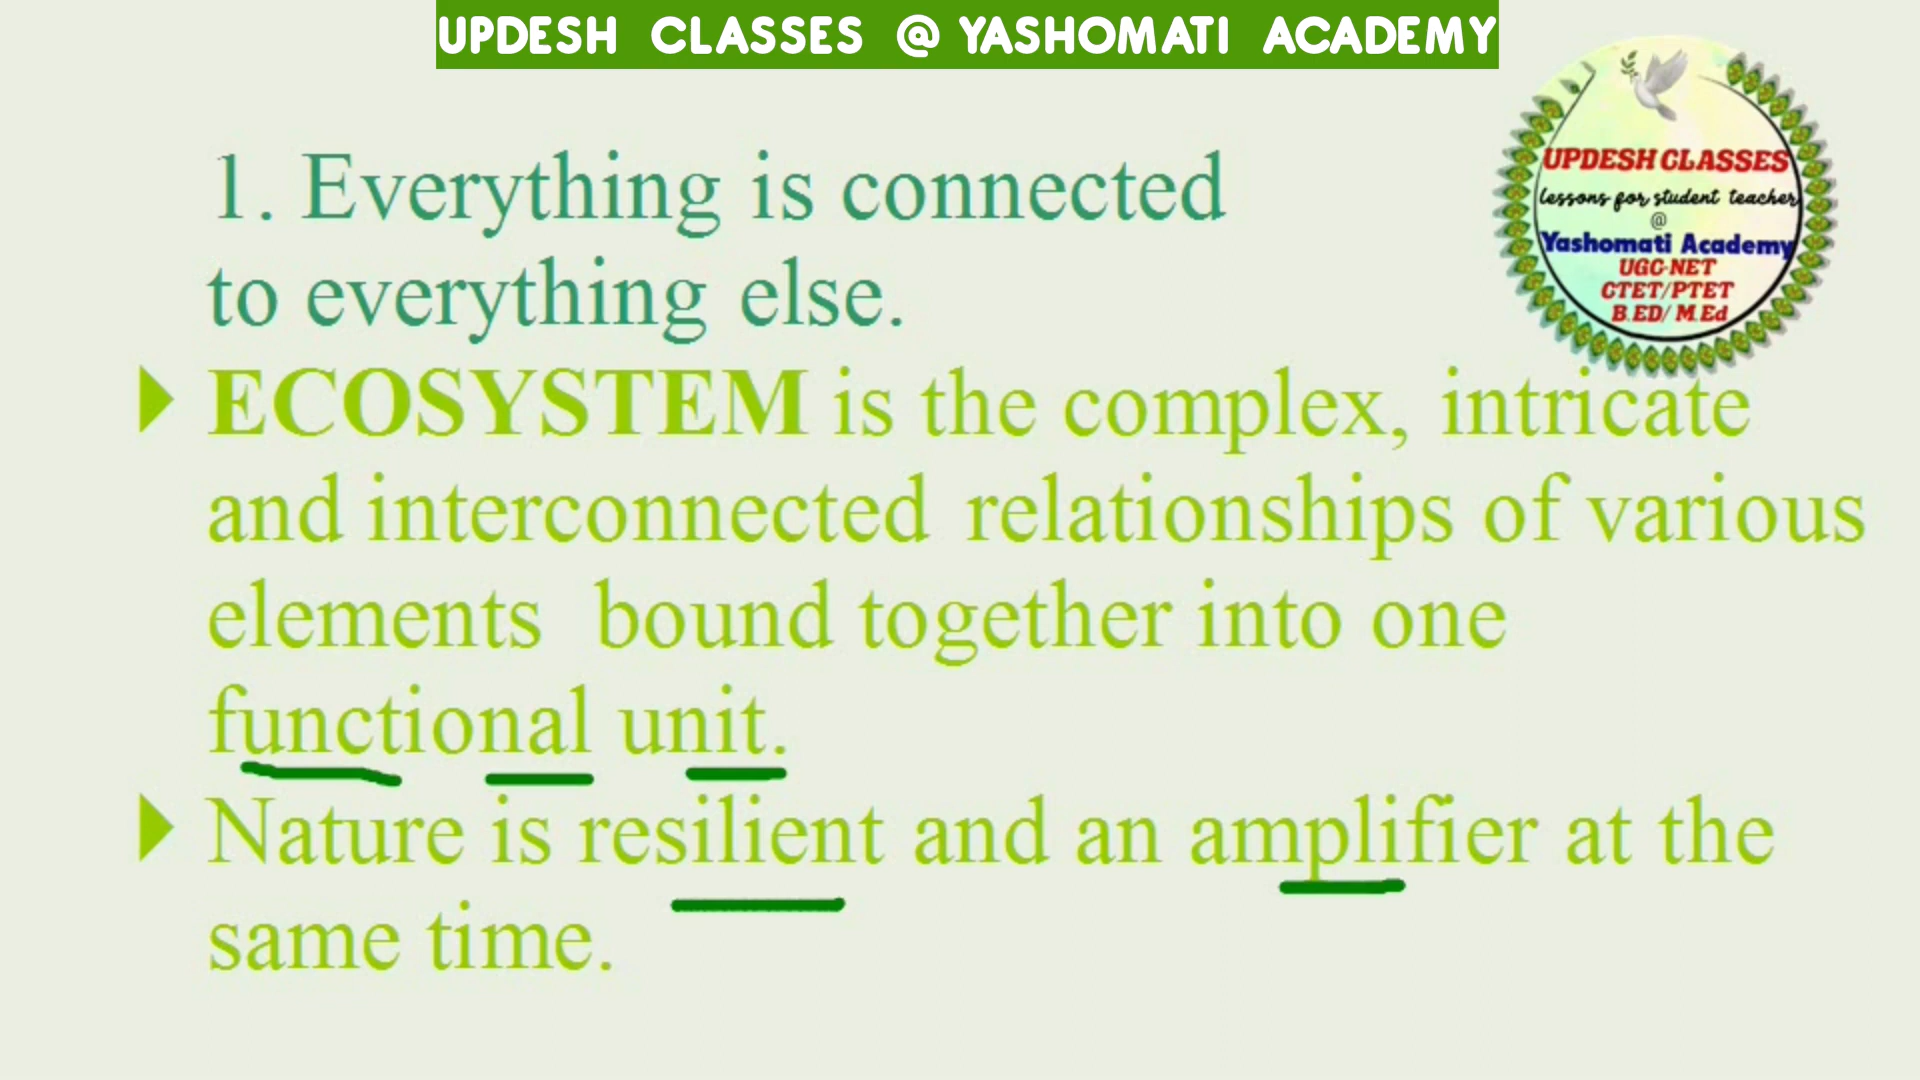 UPDESH CLASSES @ YASHOMATI ACADEMY
UPDESH CLASSES
lessons for student teacher
@
Yashomati Academy
UGC-NET
CTET/PTET
B.ED/ M.Ed
1. Everything is connected
to everything else.
ECOSYSTEM is the complex, intricate
and interconnected relationships of various
elements bound together into one
functional unit.
Nature is resilient and an amplifier at the
same time.